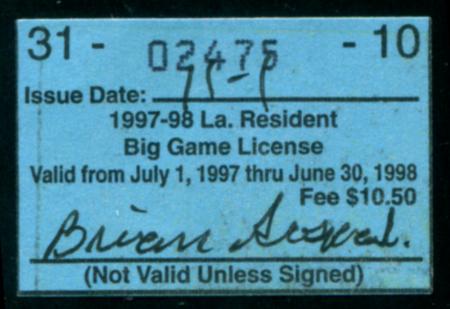 31 - 02475 - 10
Issue Date:
1997-98 La. Resident
Big Game License
Valid from July 1, 1997 thru June 30, 1998
Fee $10.50
Brian
(Not Valid Unless Signed)